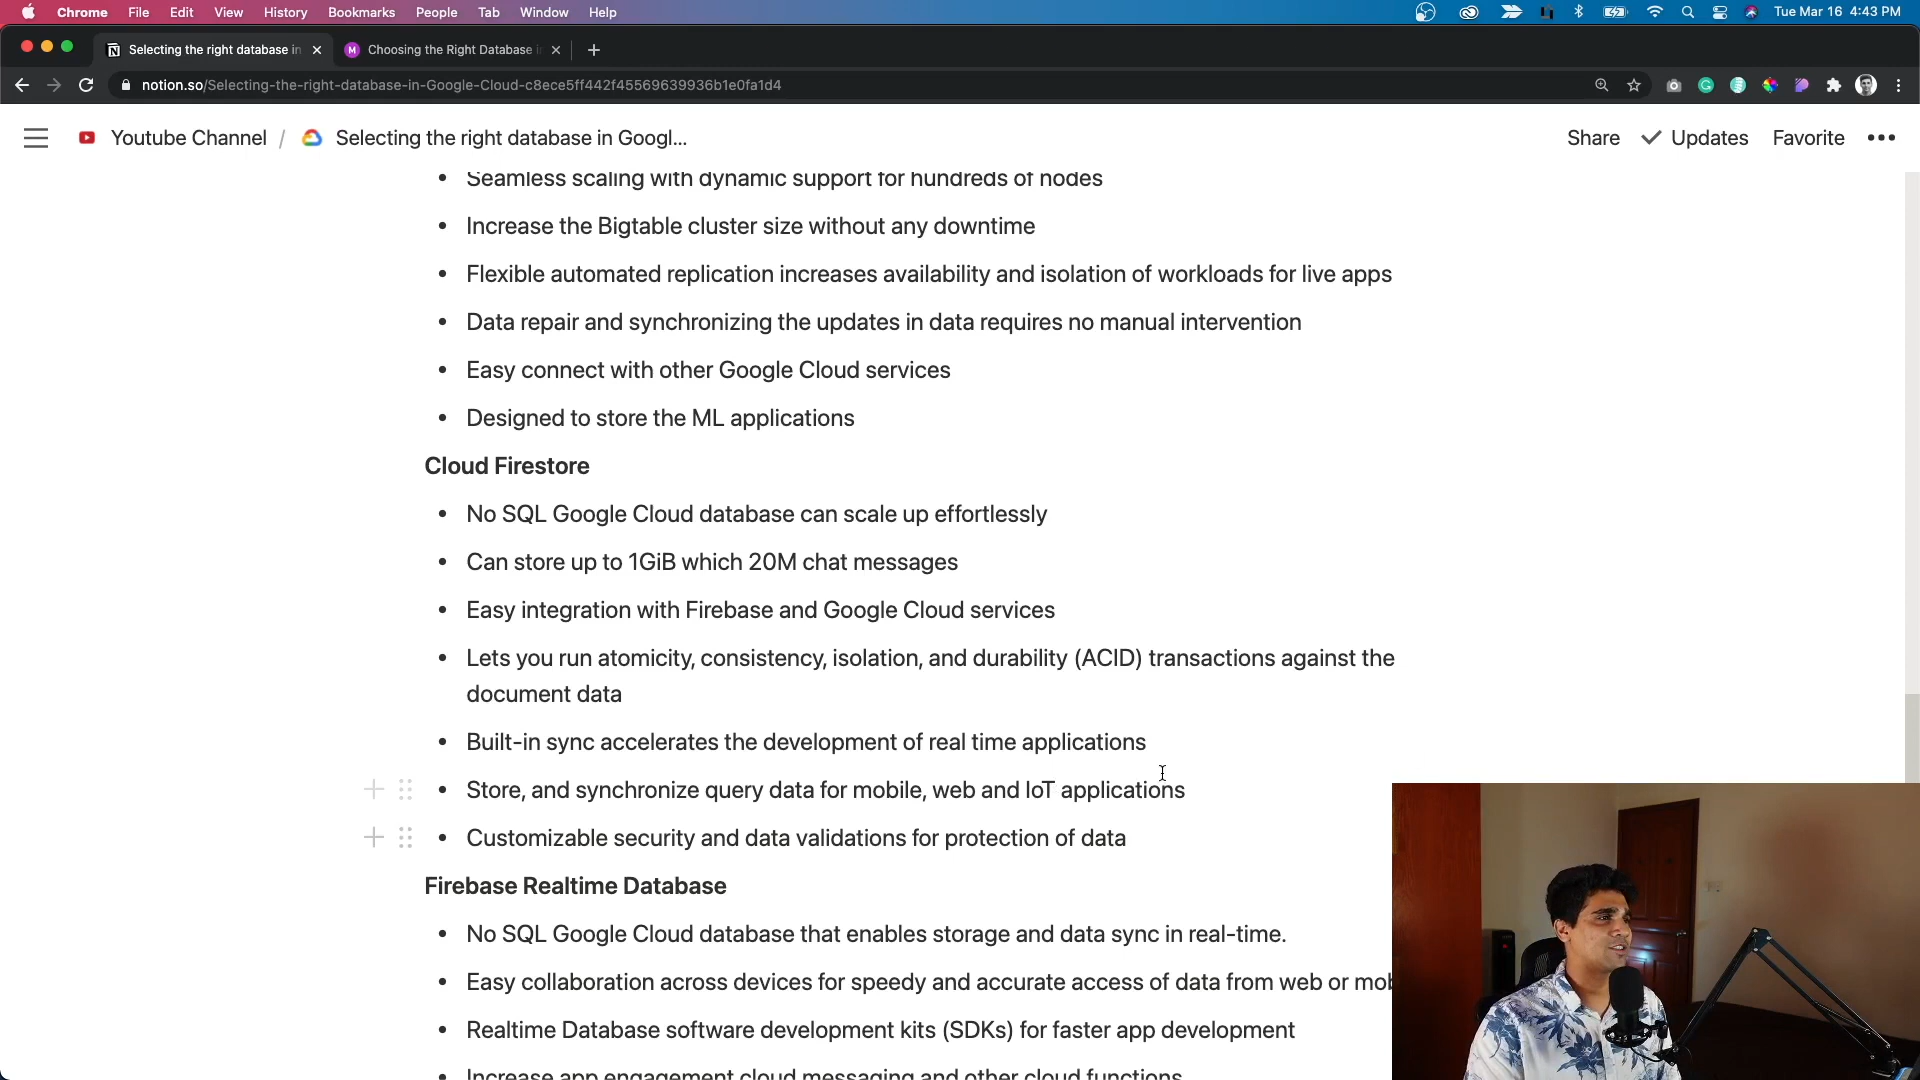 Chrome File Edit View History Bookmarks People Tab Window Help Tue Mar 16 4:43 PM
Selecting the right database in Choosing the Right Database i
notion.so/Selecting-the-right-database-in-Google-Cloud-c8ece5ff442f45569639936b1e0fa1d4
Youtube Channel / Selecting the right database in Googl... Share Updates Favorite
• Seamless scaling with dynamic support for hundreds of nodes
• Increase the Bigtable cluster size without any downtime
• Flexible automated replication increases availability and isolation of workloads for live apps
• Data repair and synchronizing the updates in data requires no manual intervention
• Easy connect with other Google Cloud services
• Designed to store the ML applications
Cloud Firestore
• No SQL Google Cloud database can scale up effortlessly
• Can store up to 1GiB which 20M chat messages
• Easy integration with Firebase and Google Cloud services
• Lets you run atomicity, consistency, isolation, and durability (ACID) transactions against the
document data
• Built-in sync accelerates the development of real time applications
• Store, and synchronize query data for mobile, web and IoT applications
• Customizable security and data validations for protection of data
Firebase Realtime Database
• No SQL Google Cloud database that enables storage and data sync in real-time.
• Easy collaboration across devices for speedy and accurate access of data from web or mob
• Realtime Database software development kits (SDKs) for faster app development
• Increase app engagement cloud messaging and other cloud functions